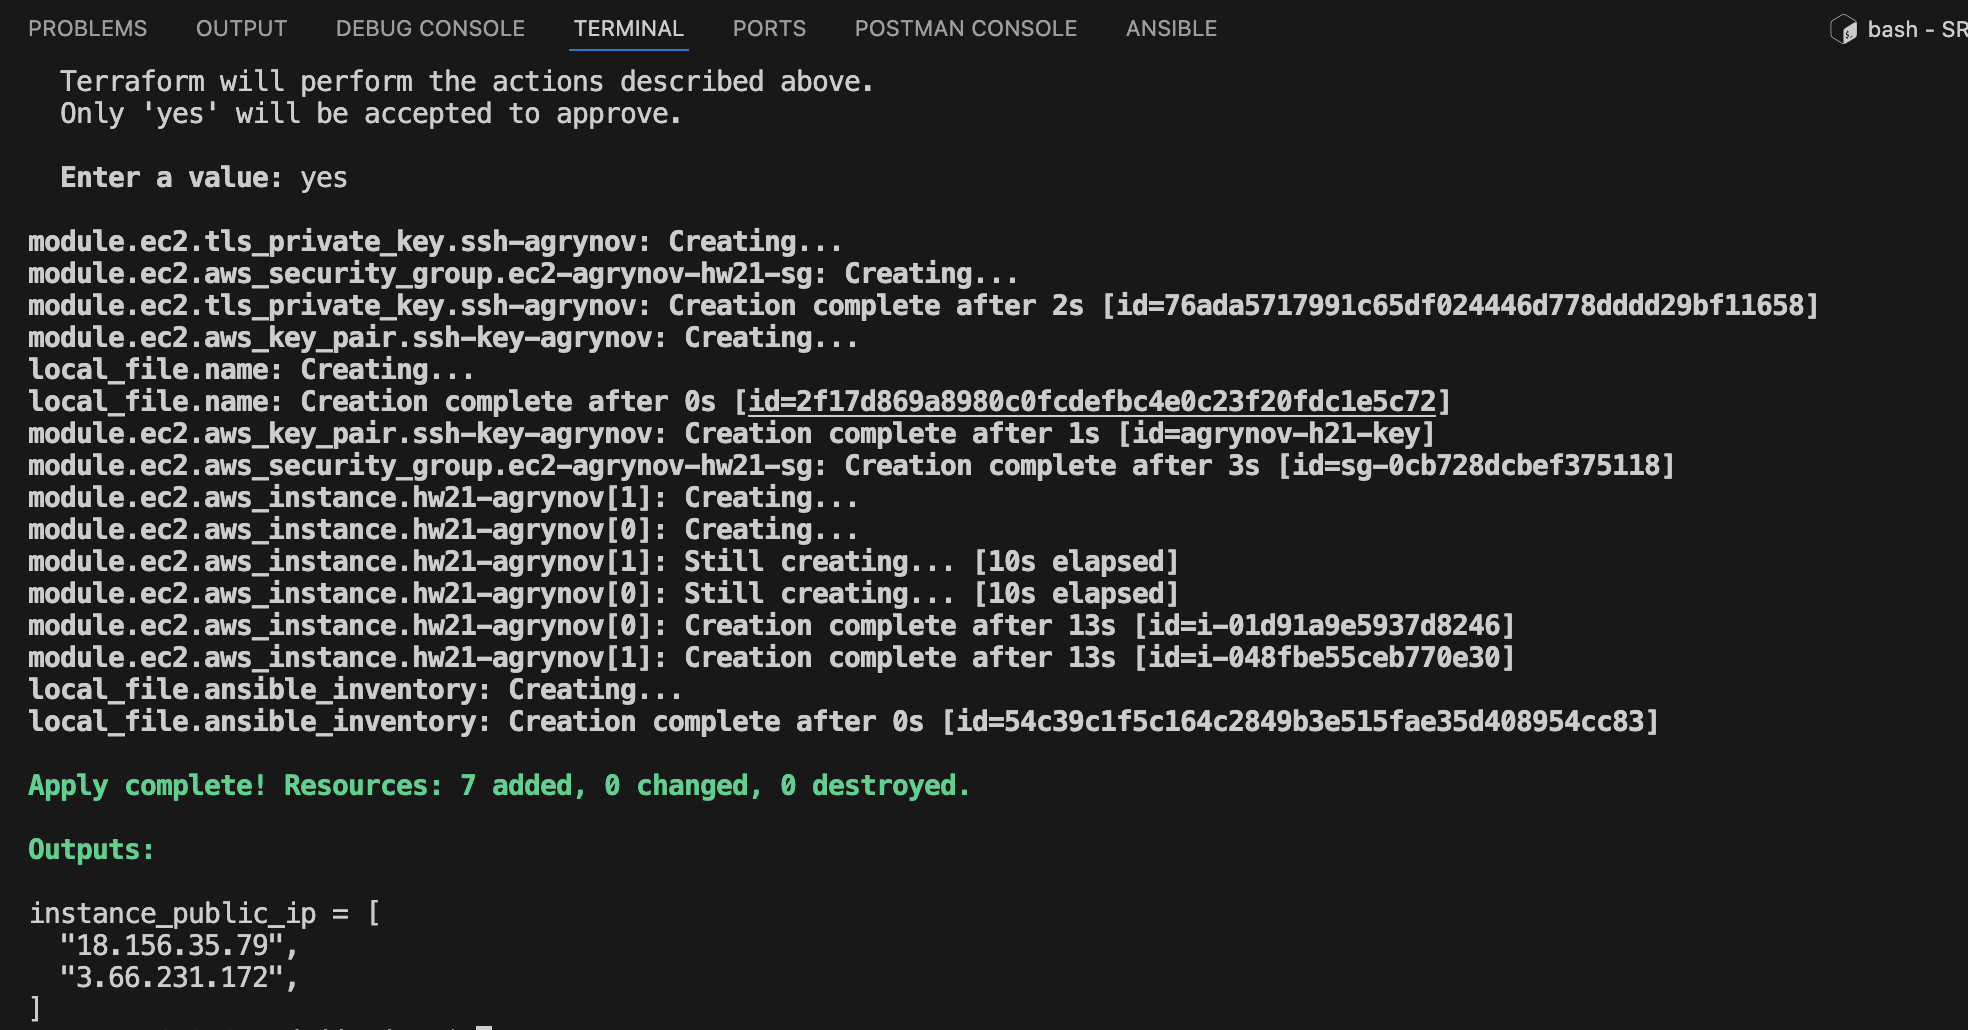 PROBLEMS OUTPUT DEBUG CONSOLE TERMINAL PORTS POSTMAN CONSOLE ANSIBLE bash - SR
Terraform will perform the actions described above.
Only 'yes' will be accepted to approve.
Enter a value: yes
module.ec2.tls_private_key.ssh-agrynov: Creating...
module.ec2.aws_security_group.ec2-agrynov-hw21-sg: Creating...
module.ec2.tls_private_key.ssh-agrynov: Creation complete after 2s [id=76ada5717991c65df024446d778dddd29bf11658]
module.ec2.aws_key_pair.ssh-key-agrynov: Creating...
local_file.name: Creating...
local_file.name: Creation complete after 0s [id=2f17d869a8980c0fcdefbc4e0c23f20fdc1e5c72]
module.ec2.aws_key_pair.ssh-key-agrynov: Creation complete after 1s [id=agrynov-h21-key]
module.ec2.aws_security_group.ec2-agrynov-hw21-sg: Creation complete after 3s [id=sg-0cb728dcbef375118]
module.ec2.aws_instance.hw21-agrynov[1]: Creating...
module.ec2.aws_instance.hw21-agrynov[0]: Creating...
module.ec2.aws_instance.hw21-agrynov[1]: Still creating... [10s elapsed]
module.ec2.aws_instance.hw21-agrynov[0]: Still creating... [10s elapsed]
module.ec2.aws_instance.hw21-agrynov[0]: Creation complete after 13s [id=i-01d91a9e5937d8246]
module.ec2.aws_instance.hw21-agrynov[1]: Creation complete after 13s [id=i-048fbe55ceb770e30]
local_file.ansible_inventory: Creating...
local_file.ansible_inventory: Creation complete after 0s [id=54c39c1f5c164c2849b3e515fae35d408954cc83]
Apply complete! Resources: 7 added, 0 changed, 0 destroyed.
Outputs:
instance_public_ip = [
"18.156.35.79",
"3.66.231.172",
]